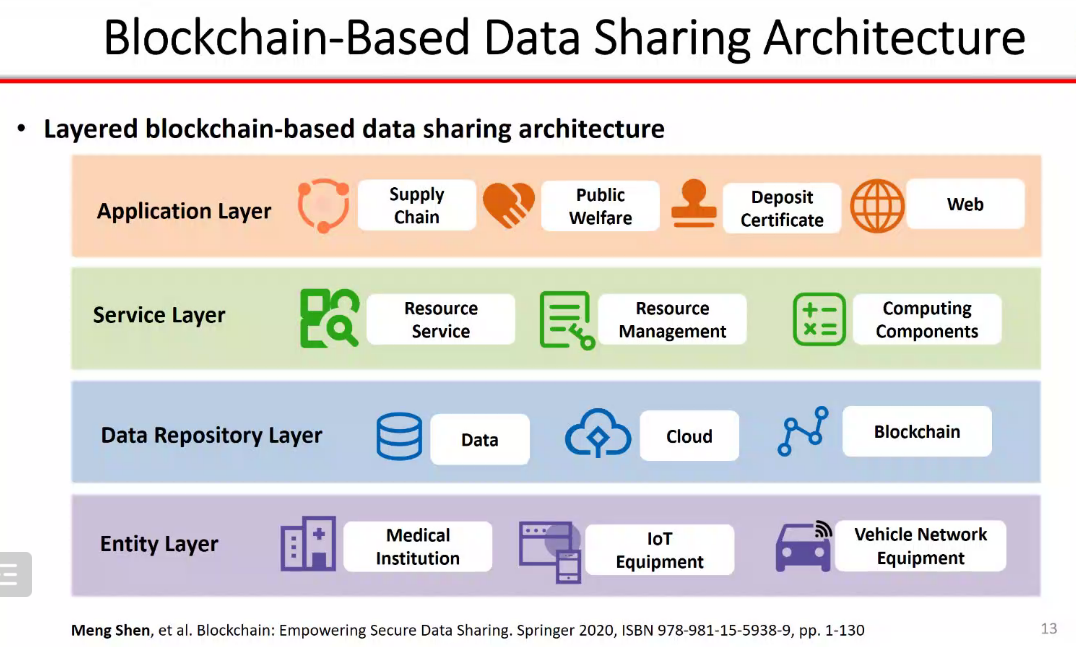 Blockchain-Based Data Sharing Architecture
• Layered blockchain-based data sharing architecture
Application Layer
Supply
Chain
Public
Welfare
Deposit
Certificate
Web
Service Layer
Resource
Service
Resource
Management
Computing
Components
Data Repository Layer
Data
Cloud
Blockchain
Entity Layer
Medical
Institution
IoT
Equipment
Vehicle Network
Equipment
Meng Shen, et al. Blockchain: Empowering Secure Data Sharing. Springer 2020, ISBN 978-981-15-5938-9, pp. 1-130
13